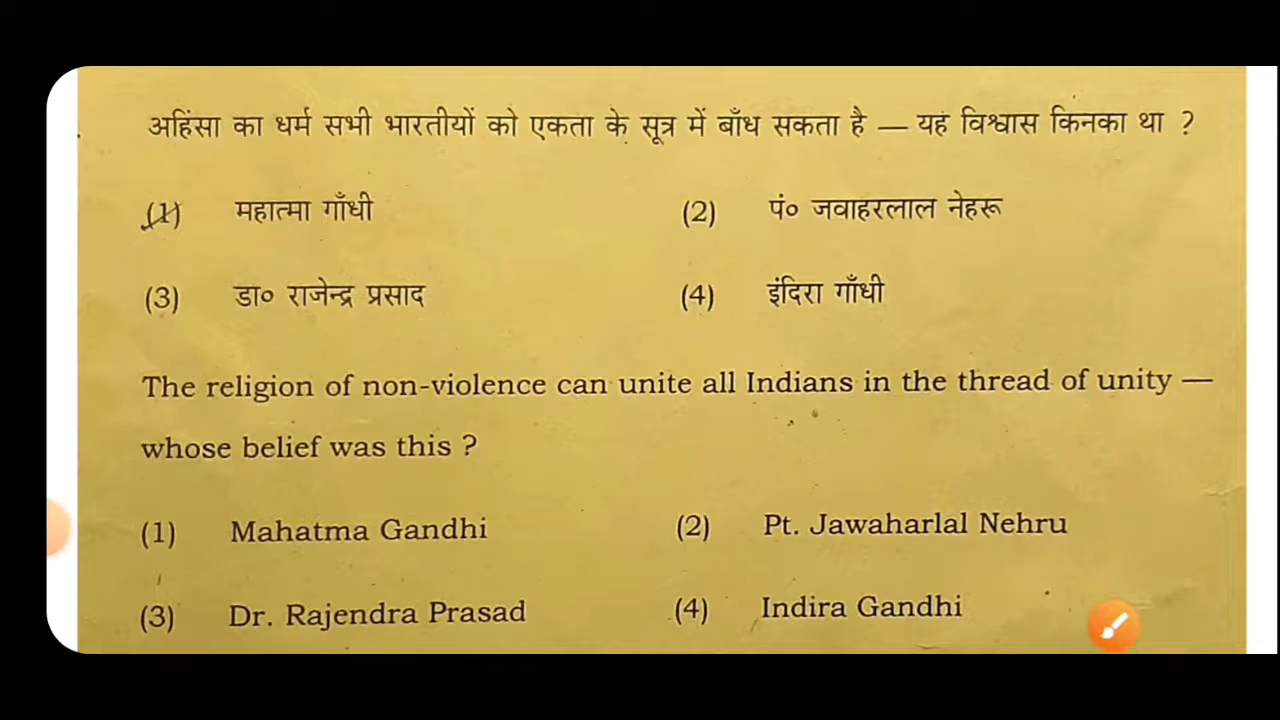 अहिंसा का धर्म सभी भारतीयों को एकता के सूत्र में बाँध सकता है — यह विश्वास किनका था ?
(1) महात्मा गाँधी (2) पं० जवाहरलाल नेहरू
(3) डा० राजेन्द्र प्रसाद (4) इंदिरा गाँधी
The religion of non-violence can unite all Indians in the thread of unity —
whose belief was this ?
(1) Mahatma Gandhi (2) Pt. Jawaharlal Nehru
(3) Dr. Rajendra Prasad (4) Indira Gandhi